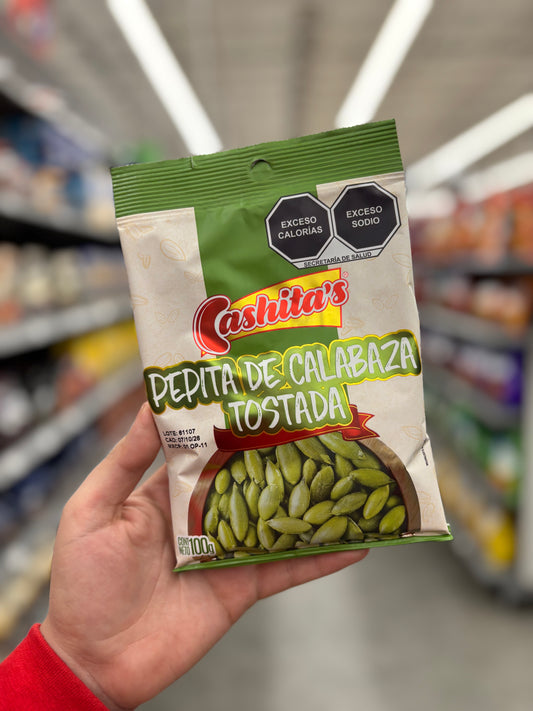 EXCESO
CALORÍAS
EXCESO
SODIO
SECRETARÍA DE SALUD
Cashita's
PEPITA DE CALABAZA
TOSTADA
LOTE: 61107
CAD: 07/10/26
CONT.
NETO 100g